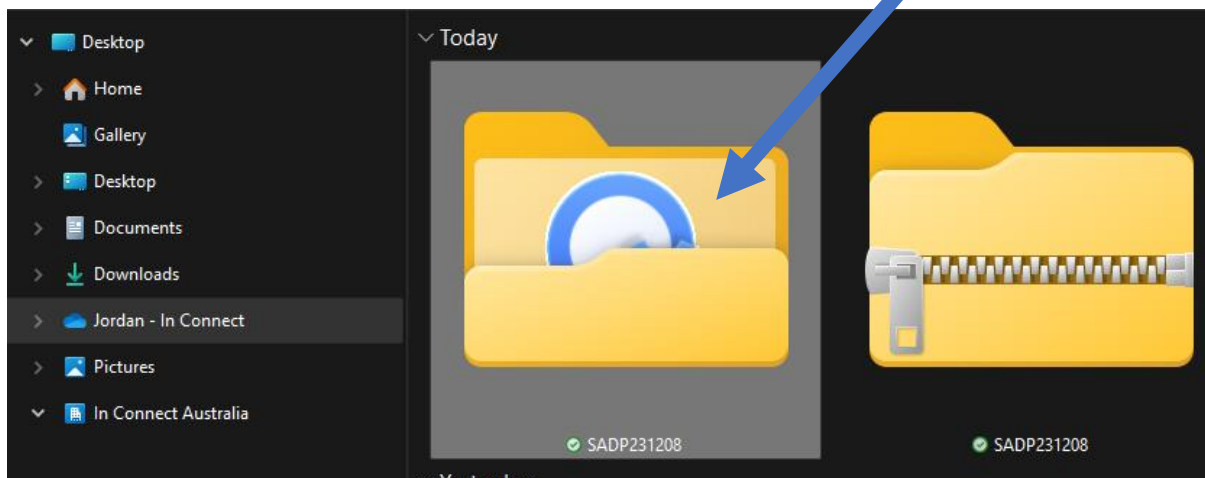 Desktop
Home
Gallery
Desktop
Documents
Downloads
Jordan - In Connect
Pictures
In Connect Australia
Today
SADP231208
SADP231208